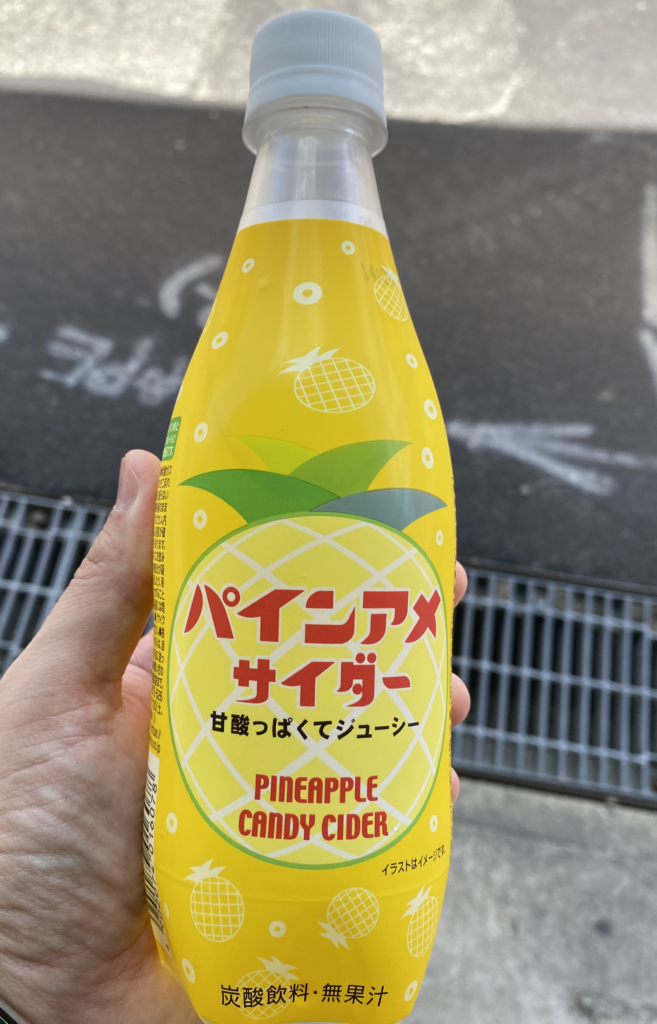 パインアメ
サイダー
甘酸っぱくてジューシー
PINEAPPLE
CANDY CIDER
イラストはイメージです。
炭酸飲料・無果汁